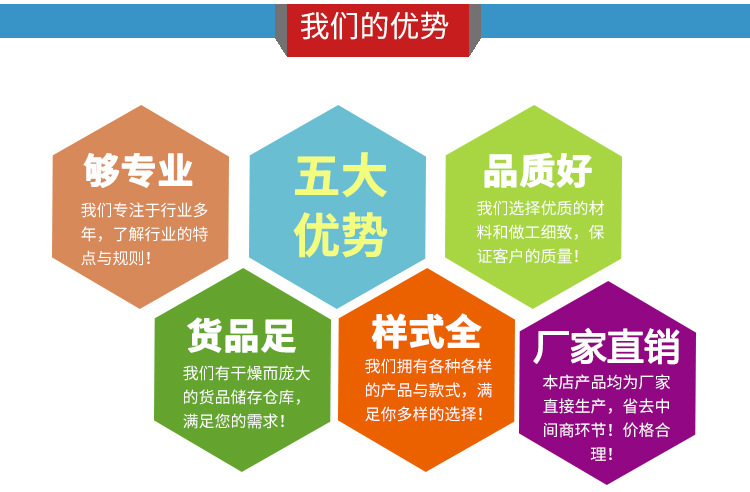 我们的优势
够专业
我们专注于行业多
年，了解行业的特
点与规则！
五大
优势
品质好
我们选择优质的材
料和做工细致，保
证客户的质量！
货品足
我们有干燥而庞大
的货品储存仓库，
满足您的需求！
样式全
我们拥有各种各样
的产品与款式，满
足你多样的选择！
厂家直销
本店产品均为厂家
直接生产，省去中
间商环节！价格合
理！